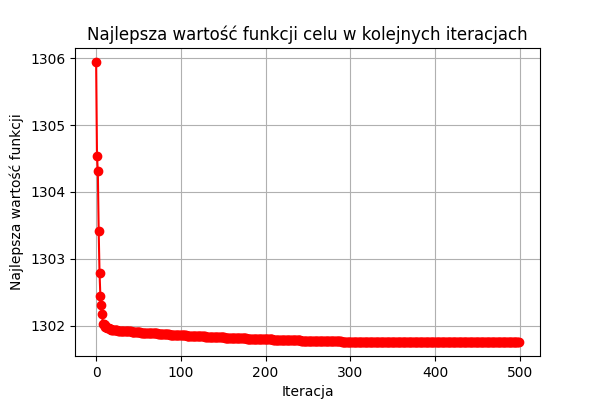 Najlepsza wartość funkcji celu w kolejnych iteracjach
1306
1305
1304
1303
1302
Najlepsza wartość funkcji
0 100 200 300 400 500
Iteracja